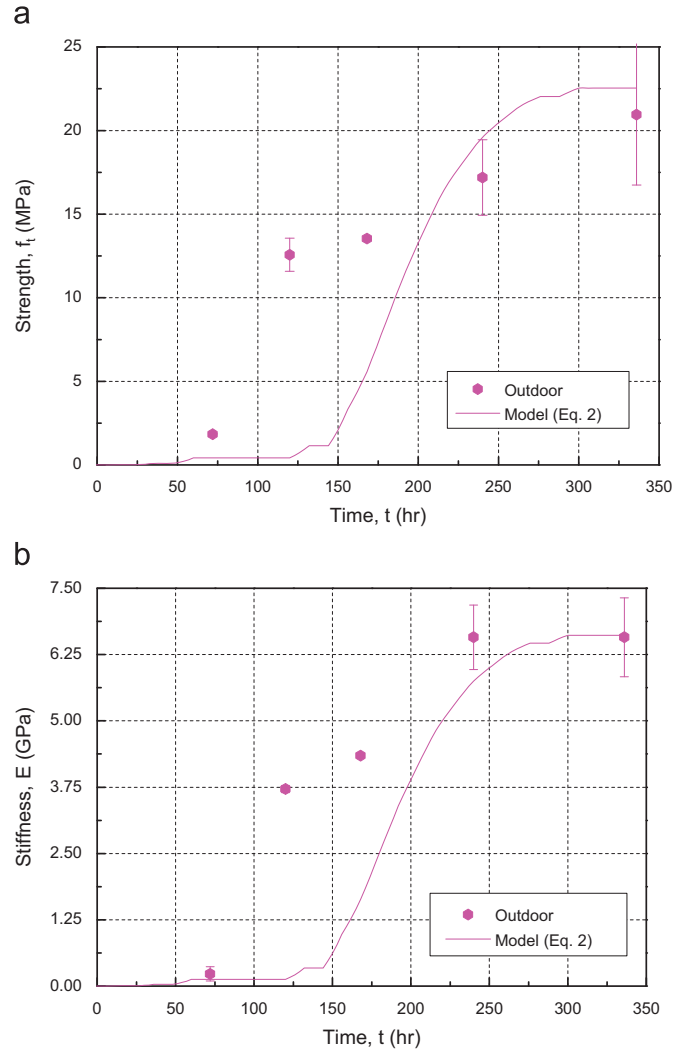 a
25
20
15
10
5
0
Strength, fₜ (MPa)
Outdoor
Model (Eq. 2)
0 50 100 150 200 250 300 350
Time, t (hr)
b
7.50
6.25
5.00
3.75
2.50
1.25
0.00
Stiffness, E (GPa)
Outdoor
Model (Eq. 2)
0 50 100 150 200 250 300 350
Time, t (hr)